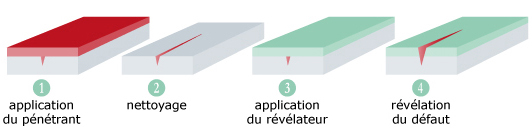 1
application
du pénétrant
2
nettoyage
3
application
du révélateur
4
révélation
du défaut